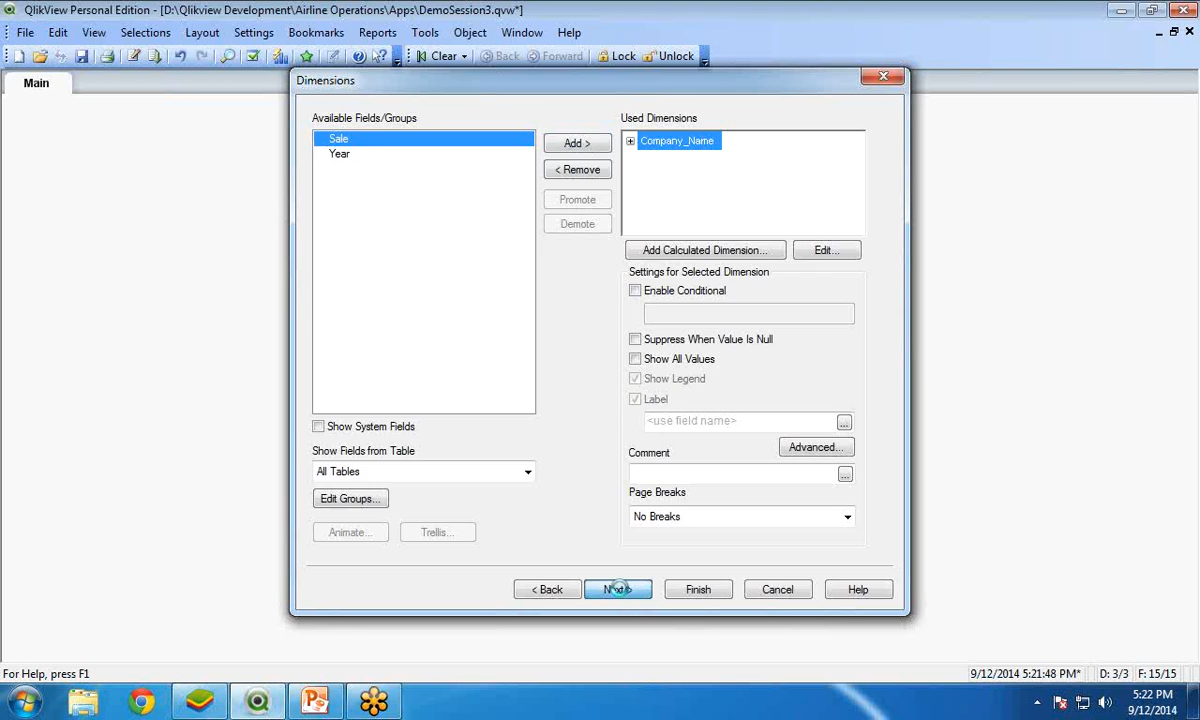 QlikView Personal Edition - [D:\Qlikview Development\Airline Operations\Apps\DemoSession3.qvw*]
File Edit View Selections Layout Settings Bookmarks Reports Tools Object Window Help
Clear Back Forward Lock Unlock
Main
Dimensions
Available Fields/Groups
Sale
Year
Add >
< Remove
Promote
Demote
Used Dimensions
Company_Name
Add Calculated Dimension...
Edit...
Settings for Selected Dimension
Enable Conditional
Suppress When Value Is Null
Show All Values
Show Legend
Label
<use field name>
...
Advanced...
Comment
...
Page Breaks
No Breaks
Show System Fields
Show Fields from Table
All Tables
Edit Groups...
Animate...
Trellis...
< Back
Next >
Finish
Cancel
Help
For Help, press F1
9/12/2014 5:21:48 PM*
D: 3/3
F: 15/15
5:22 PM
9/12/2014